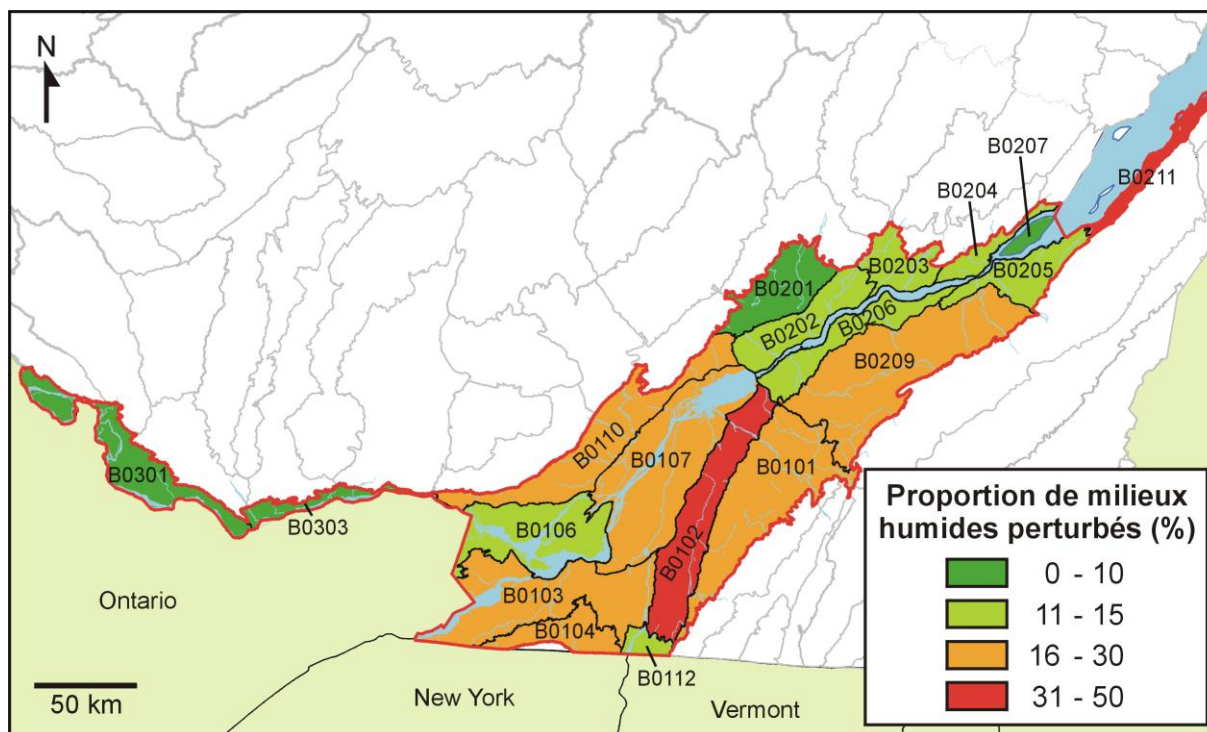 N
B0207
B0204
B0211
B0203
B0205
B0201
B0202
B0206
B0209
B0110
B0107
B0101
B0301
B0303
B0106
B0102
Ontario
B0103
B0104
B0112
50 km
New York
Vermont
Proportion de milieux
humides perturbés (%)
0 - 10
11 - 15
16 - 30
31 - 50